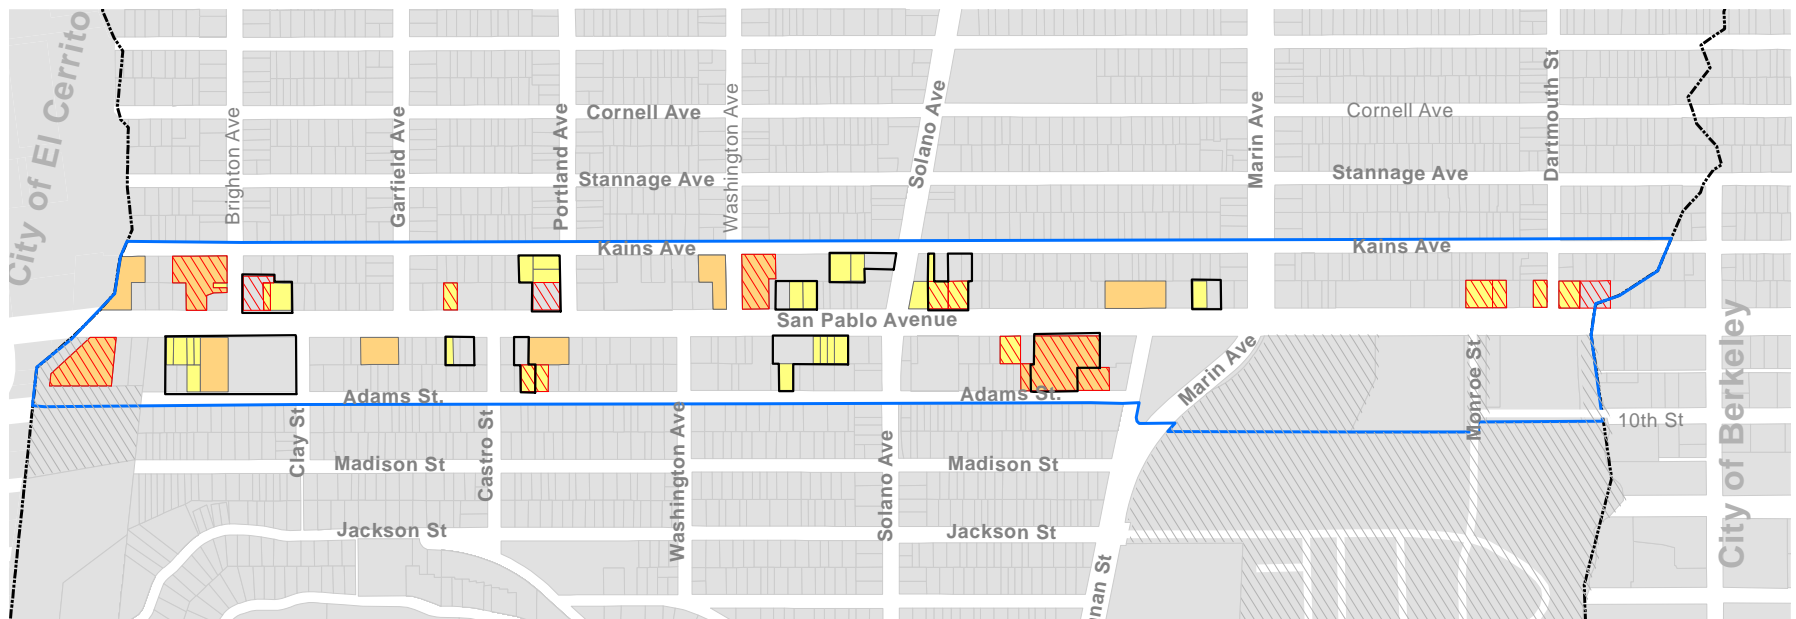 City of El Cerrito
Brighton Ave
Garfield Ave
Portland Ave
Cornell Ave
Washington Ave
Stannage Ave
Solano Ave
Marin Ave
Cornell Ave
Dartmouth St
Stannage Ave
Kains Ave
Kains Ave
San Pablo Avenue
Adams St.
Adams St.
Marin Ave
Monroe St
10th St
City of Berkeley
Clay St
Madison St
Castro St
Washington Ave
Solano Ave
Madison St
Jackson St
Jackson St
nan St